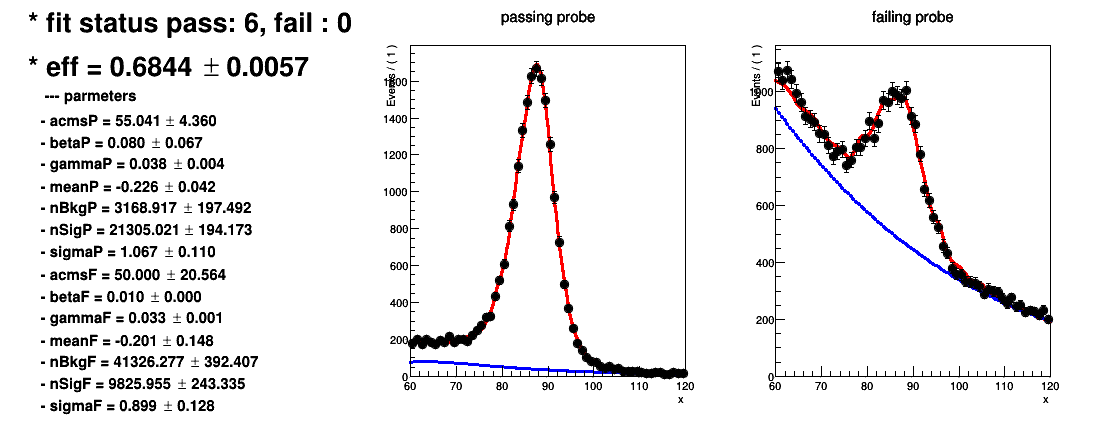 * fit status pass: 6, fail : 0
* eff = 0.6844 ± 0.0057
--- parmeters
- acmsP = 55.041 ± 4.360
- betaP = 0.080 ± 0.067
- gammaP = 0.038 ± 0.004
- meanP = -0.226 ± 0.042
- nBkgP = 3168.917 ± 197.492
- nSigP = 21305.021 ± 194.173
- sigmaP = 1.067 ± 0.110
- acmsF = 50.000 ± 20.564
- betaF = 0.010 ± 0.000
- gammaF = 0.033 ± 0.001
- meanF = -0.201 ± 0.148
- nBkgF = 41326.277 ± 392.407
- nSigF = 9825.955 ± 243.335
- sigmaF = 0.899 ± 0.128
passing probe
Events / ( 1 )
1600
1400
1200
1000
800
600
400
200
0
60 70 80 90 100 110 120
x
failing probe
Events / ( 1 )
1000
800
600
400
200
0
60 70 80 90 100 110 120
x